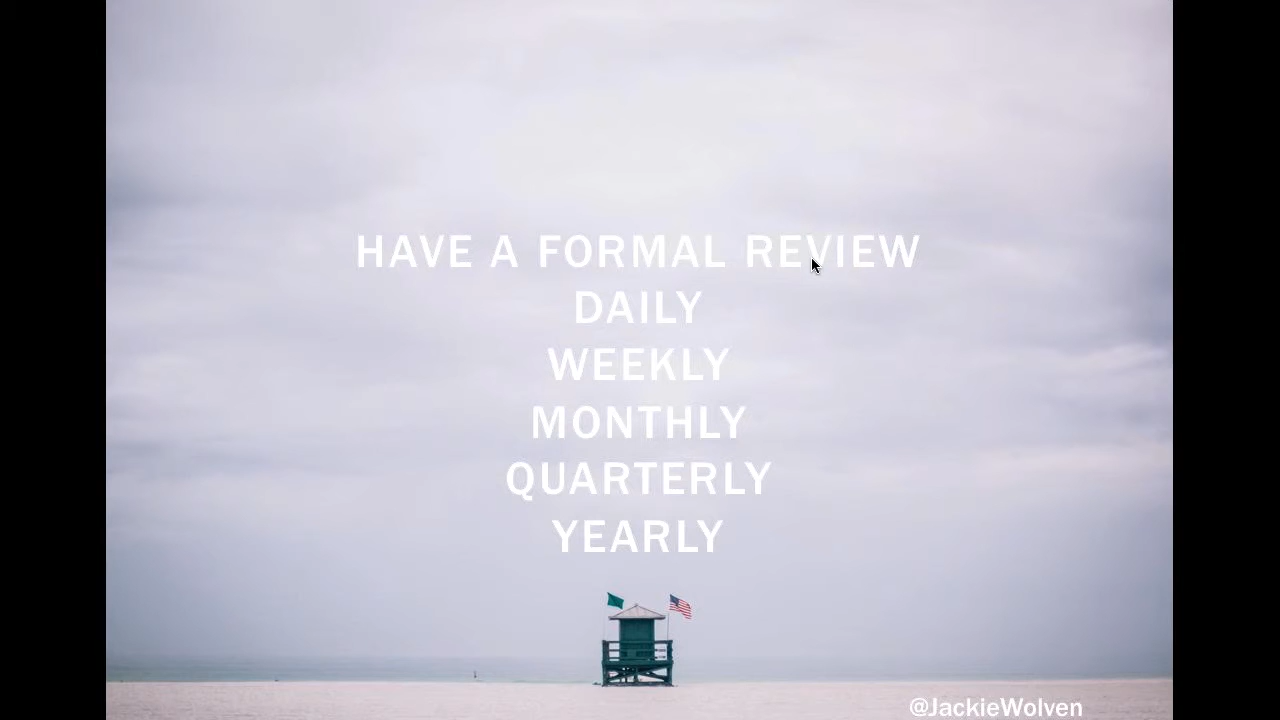 HAVE A FORMAL REVIEW
DAILY
WEEKLY
MONTHLY
QUARTERLY
YEARLY
@JackieWolven